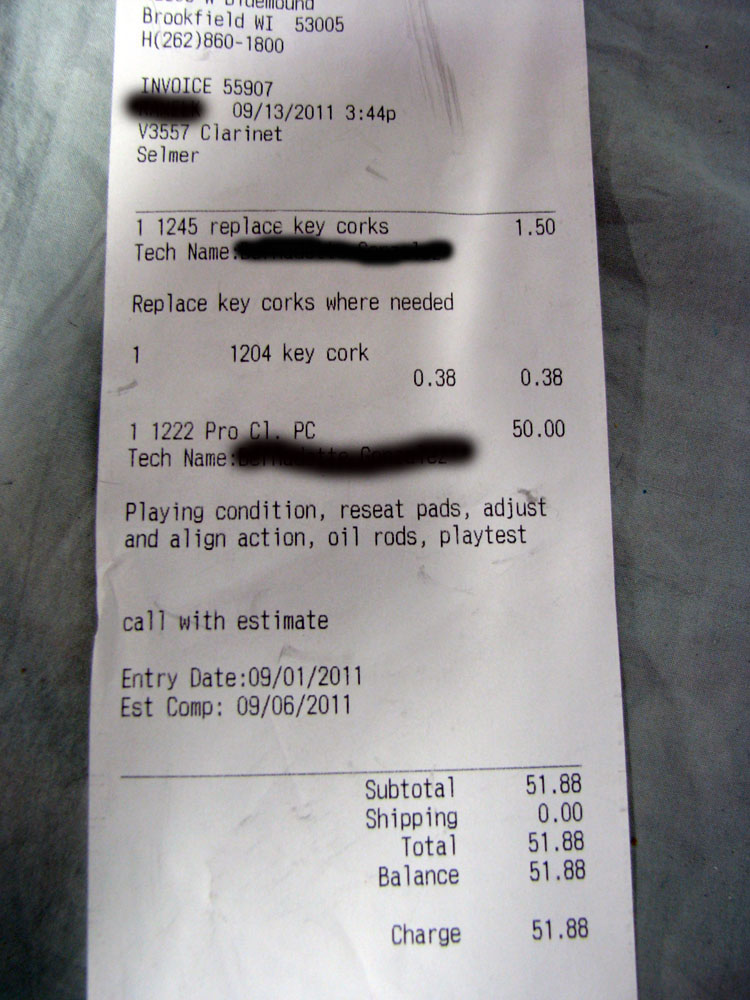 Brookfield WI 53005
H(262)860-1800
INVOICE 55907
09/13/2011 3:44p
V3557 Clarinet
Selmer
1 1245 replace key corks 1.50
Tech Name:
Replace key corks where needed
1 1204 key cork
0.38 0.38
1 1222 Pro Cl. PC 50.00
Tech Name:
Playing condition, reseat pads, adjust
and align action, oil rods, playtest
call with estimate
Entry Date:09/01/2011
Est Comp: 09/06/2011
Subtotal 51.88
Shipping 0.00
Total 51.88
Balance 51.88
Charge 51.88